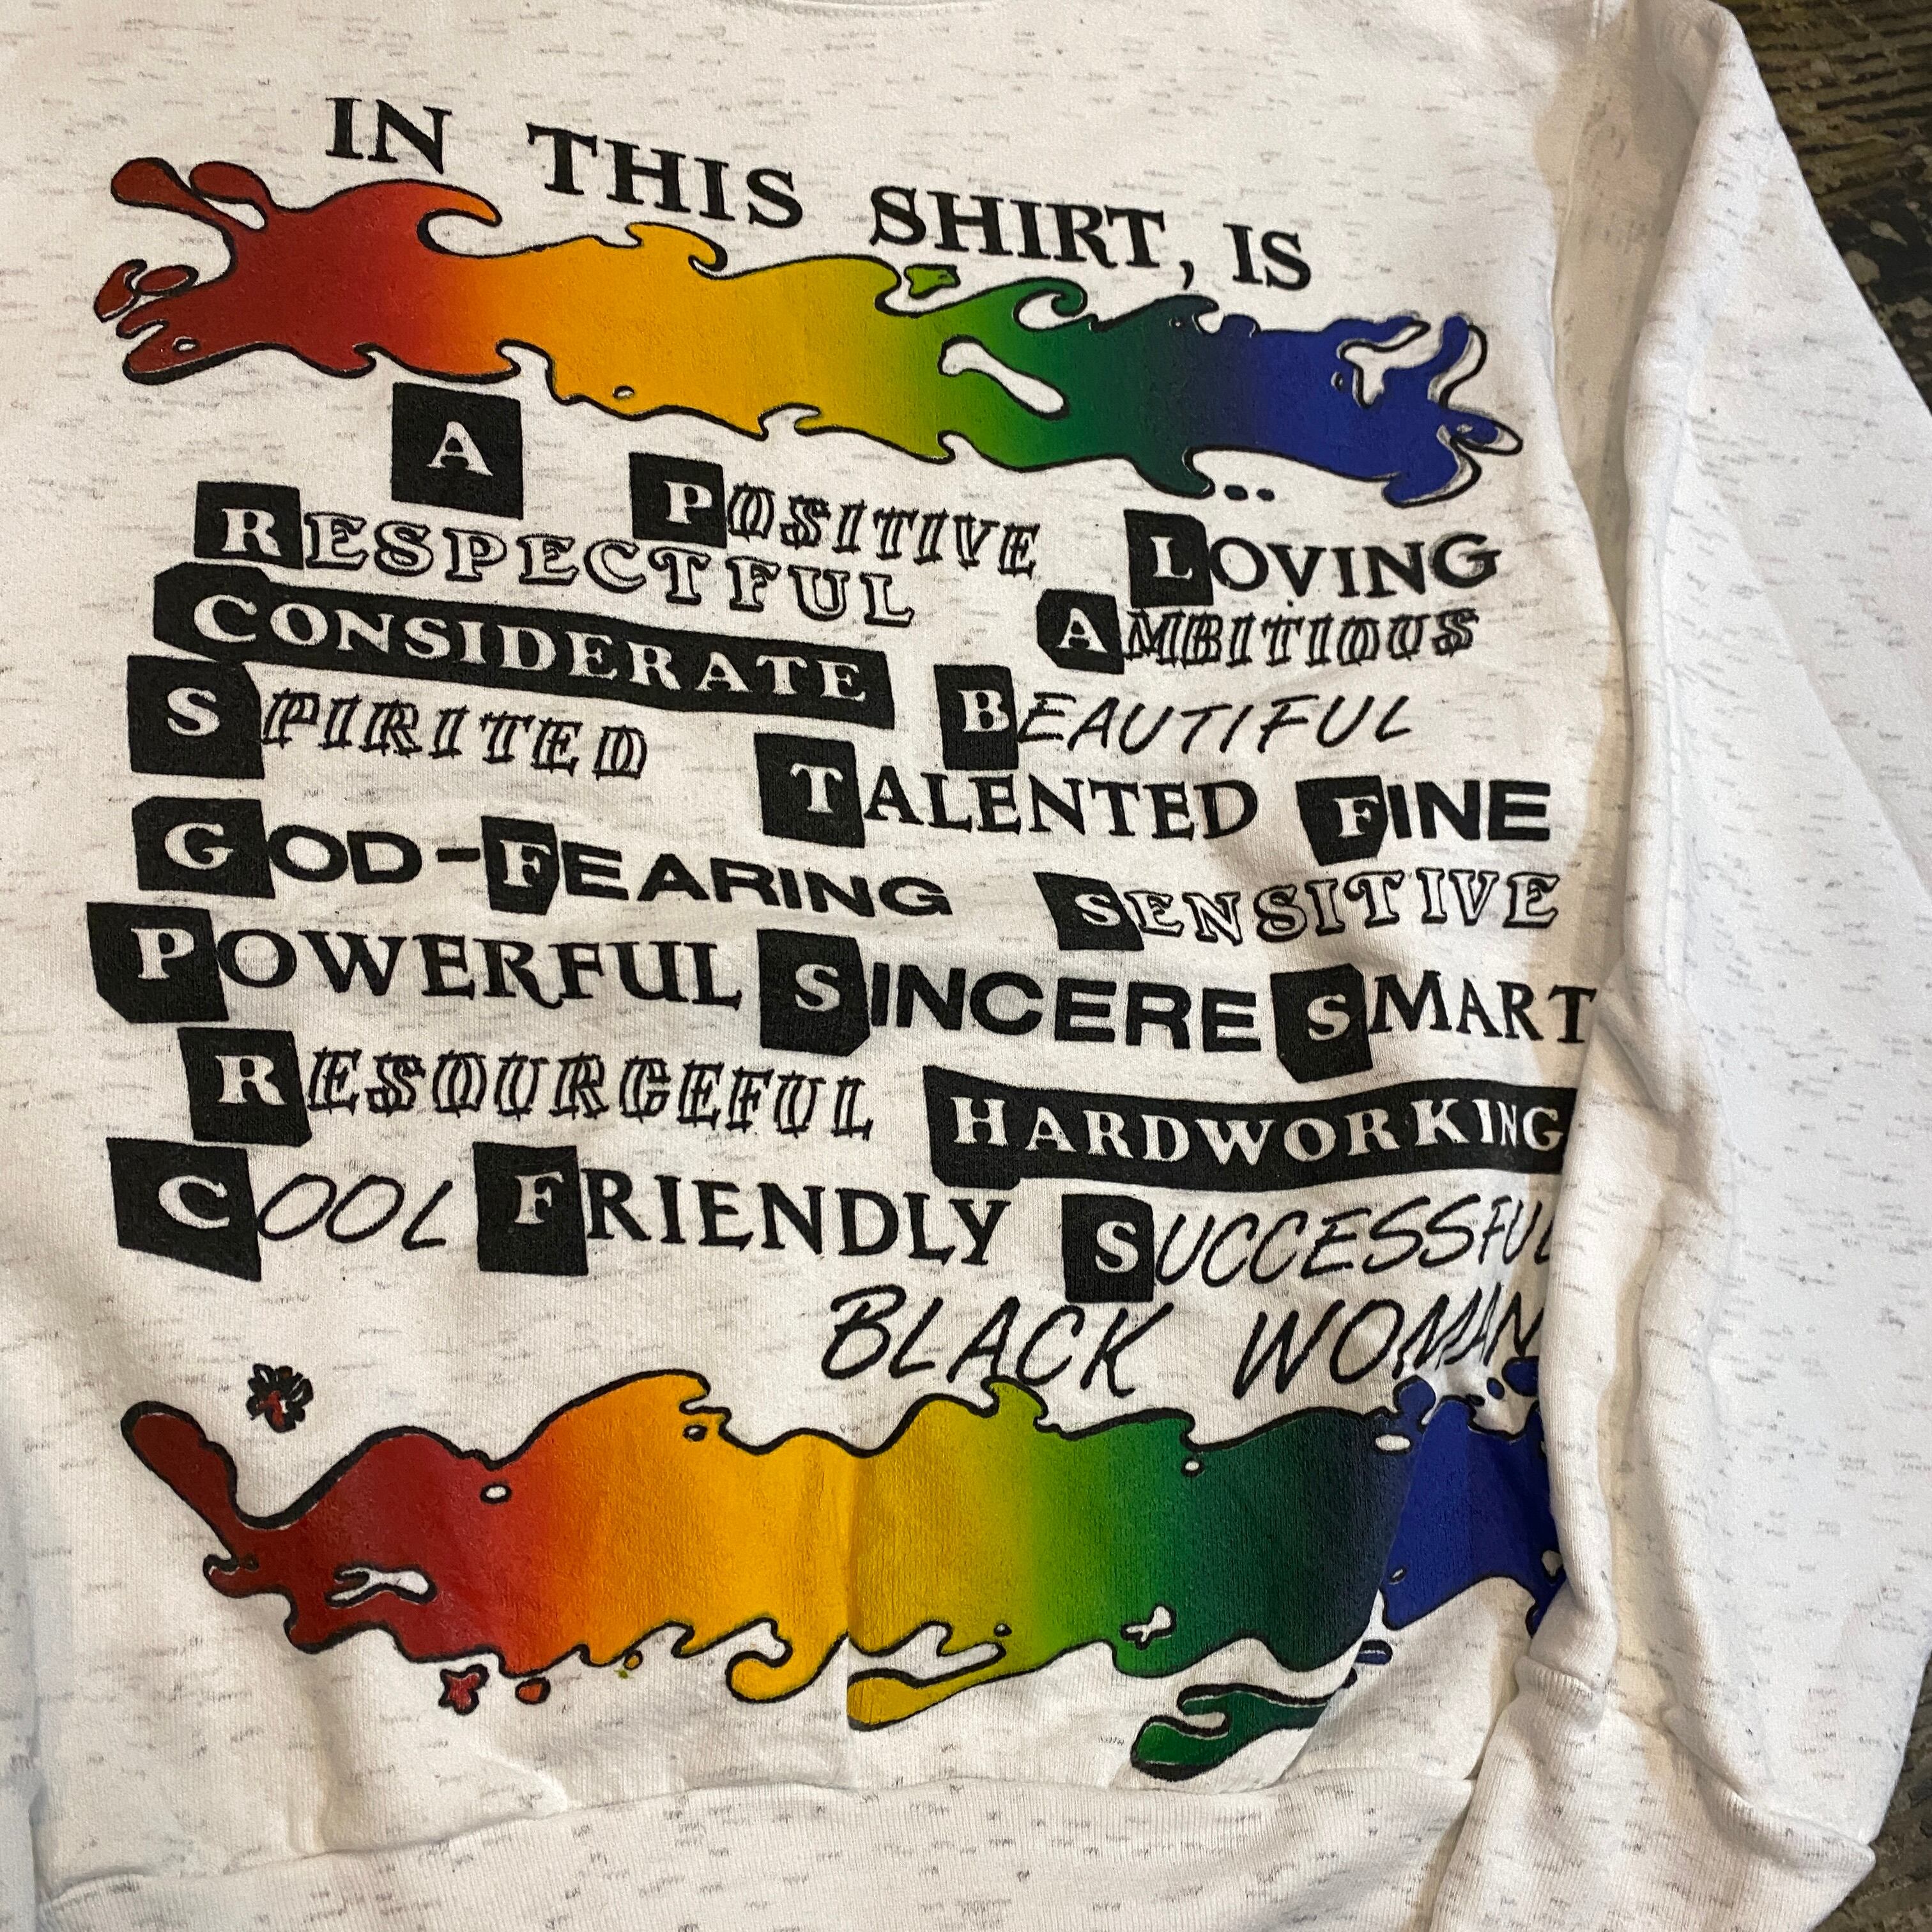 IN THIS SHIRT, IS
...
A POSITIVE LOVING
RESPECTFUL AMBITIOUS
CONSIDERATE BEAUTIFUL
SPIRITED TALENTED FINE
GOD-FEARING SENSITIVE
POWERFUL SINCERE SMART
RESOURCEFUL HARDWORKING
COOL FRIENDLY SUCCESSFUL
BLACK WOMAN